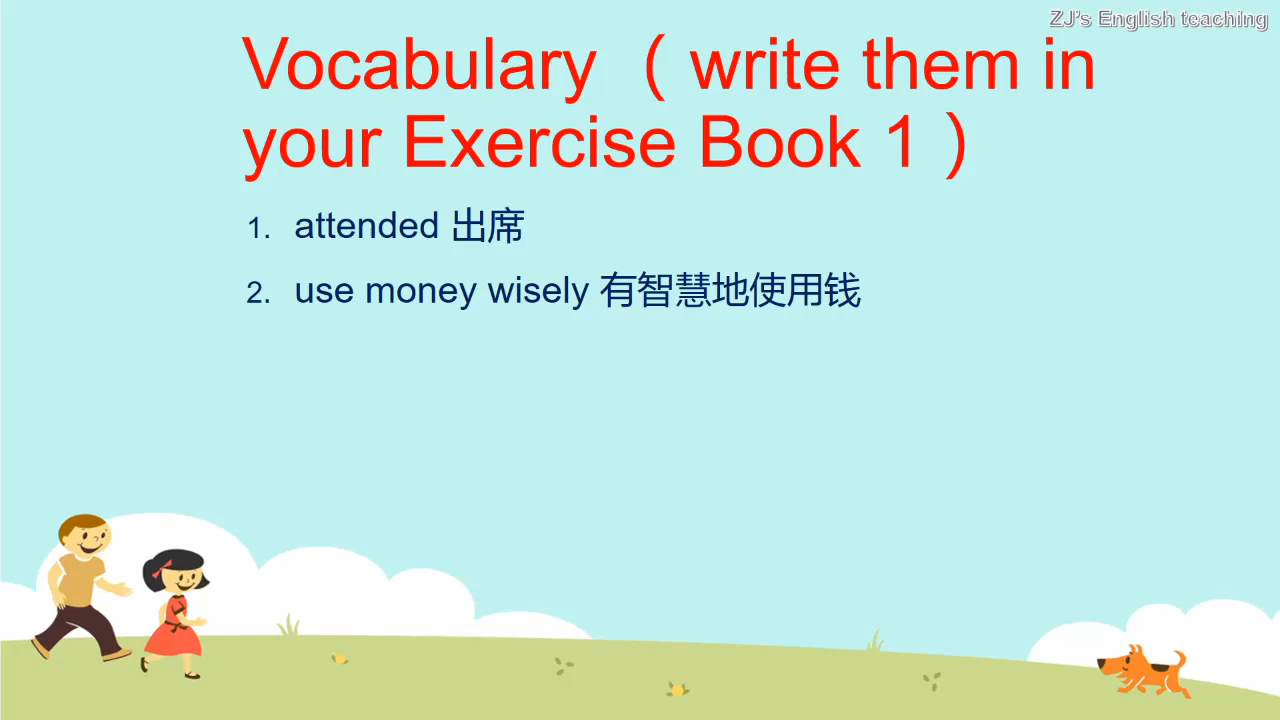 ZJ's English teaching
Vocabulary （write them in
your Exercise Book 1）
1. attended 出席
2. use money wisely 有智慧地使用钱